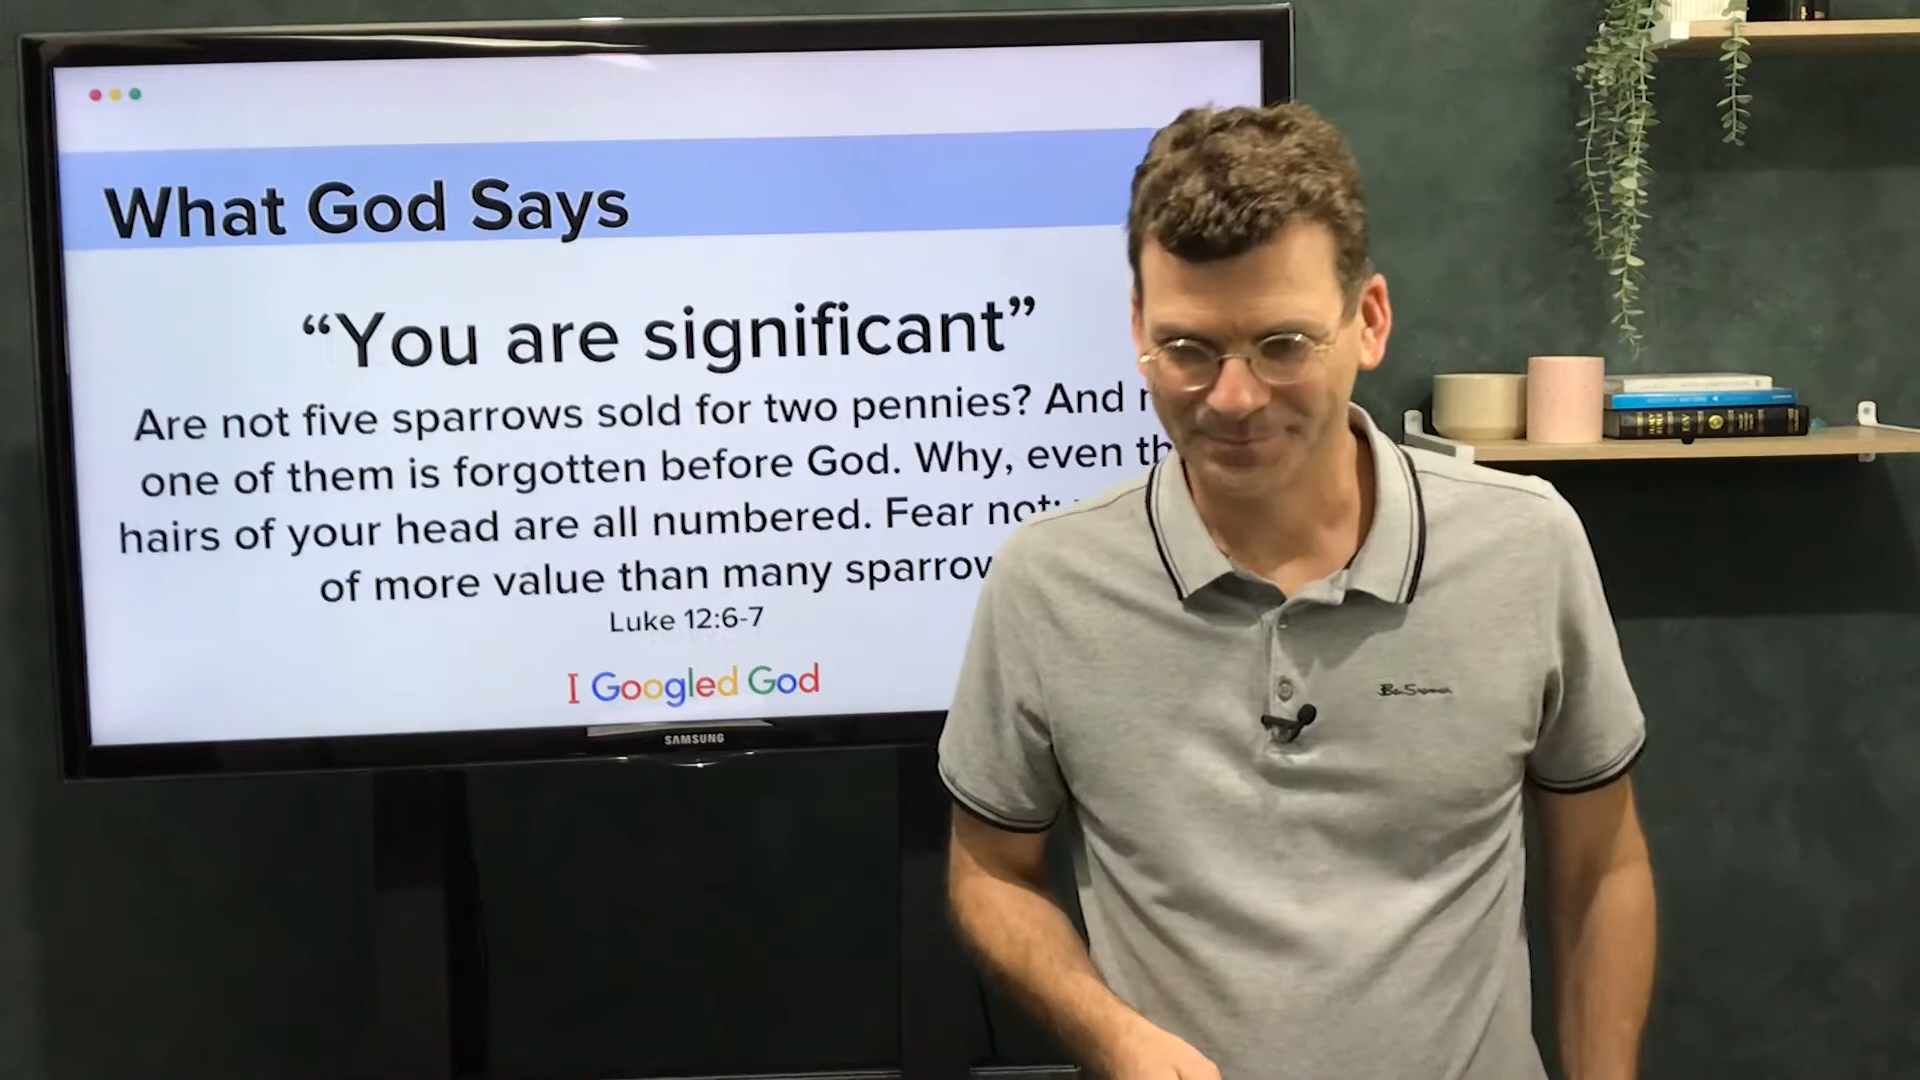 What God Says
“You are significant”
Are not five sparrows sold for two pennies? And
one of them is forgotten before God. Why, even
hairs of your head are all numbered. Fear not;
of more value than many
Luke 12:6-7
I Googled God
SAMSUNG